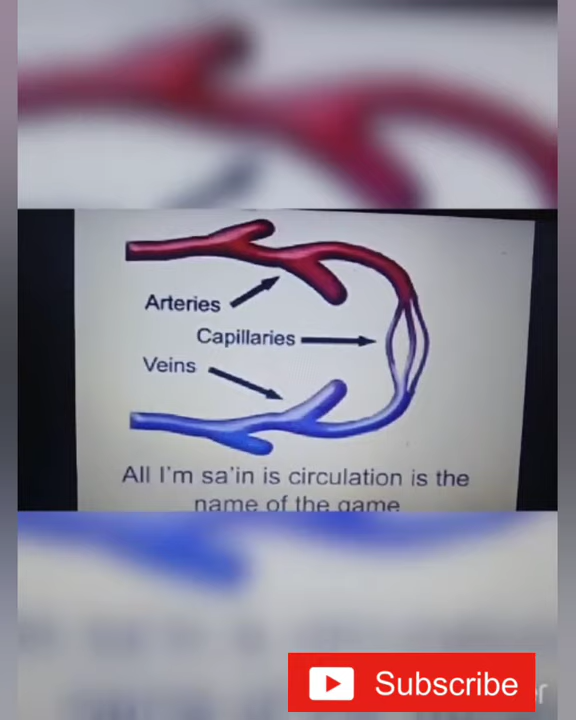 Arteries
Capillaries
Veins
All I'm sa'in is circulation is the
name of the game
Subscribe